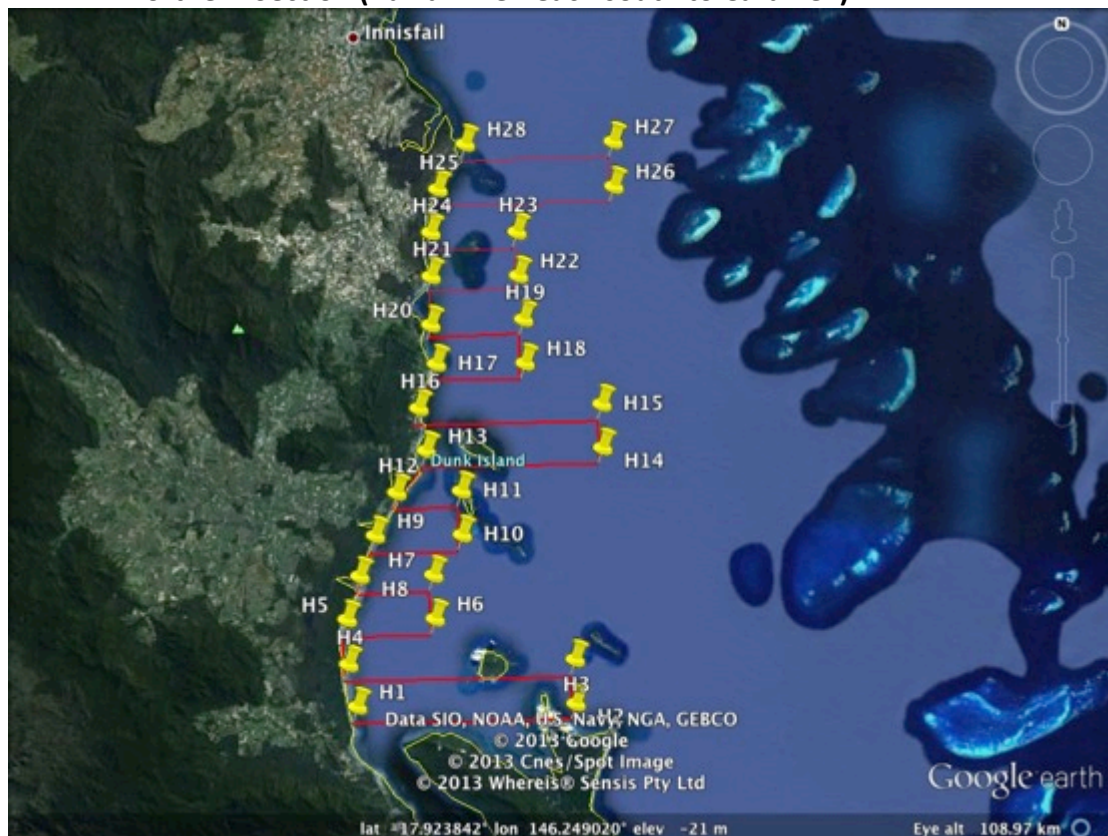 Innisfail
N
H28
H27
H25
H26
H24
H23
H21
H22
H19
H20
H17
H18
H16
H15
H13
Dunk Island
H14
H12
H11
H9
H10
H7
H8
H5
H6
H4
H3
H1
H2
Data SIO, NOAA, U.S. Navy, NGA, GEBCO
© 2013 Google
© 2013 Cnes/Spot Image
© 2013 Whereis® Sensis Pty Ltd
Google earth
lat -17.923842° lon 146.249020° elev -21 m Eye alt 108.97 km